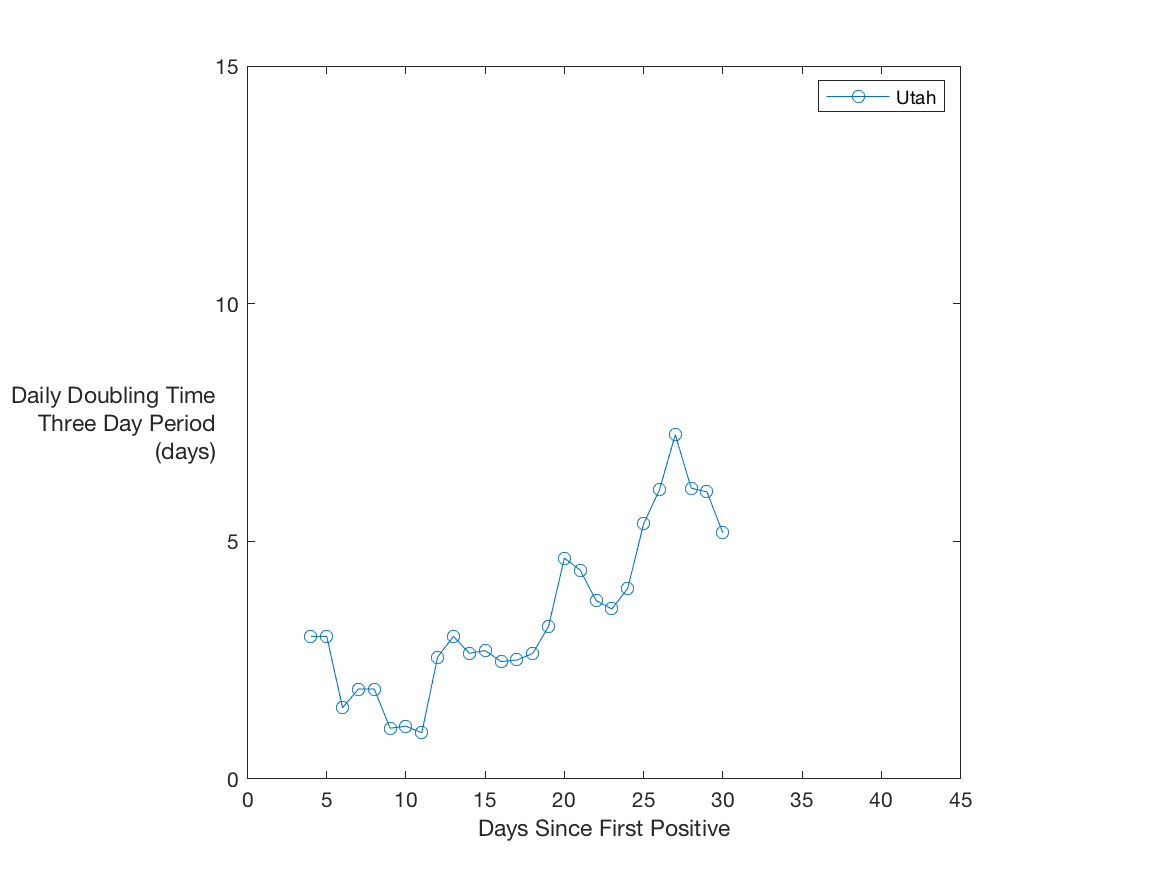 15
Utah
10
Daily Doubling Time
Three Day Period
(days)
5
0
0 5 10 15 20 25 30 35 40 45
Days Since First Positive